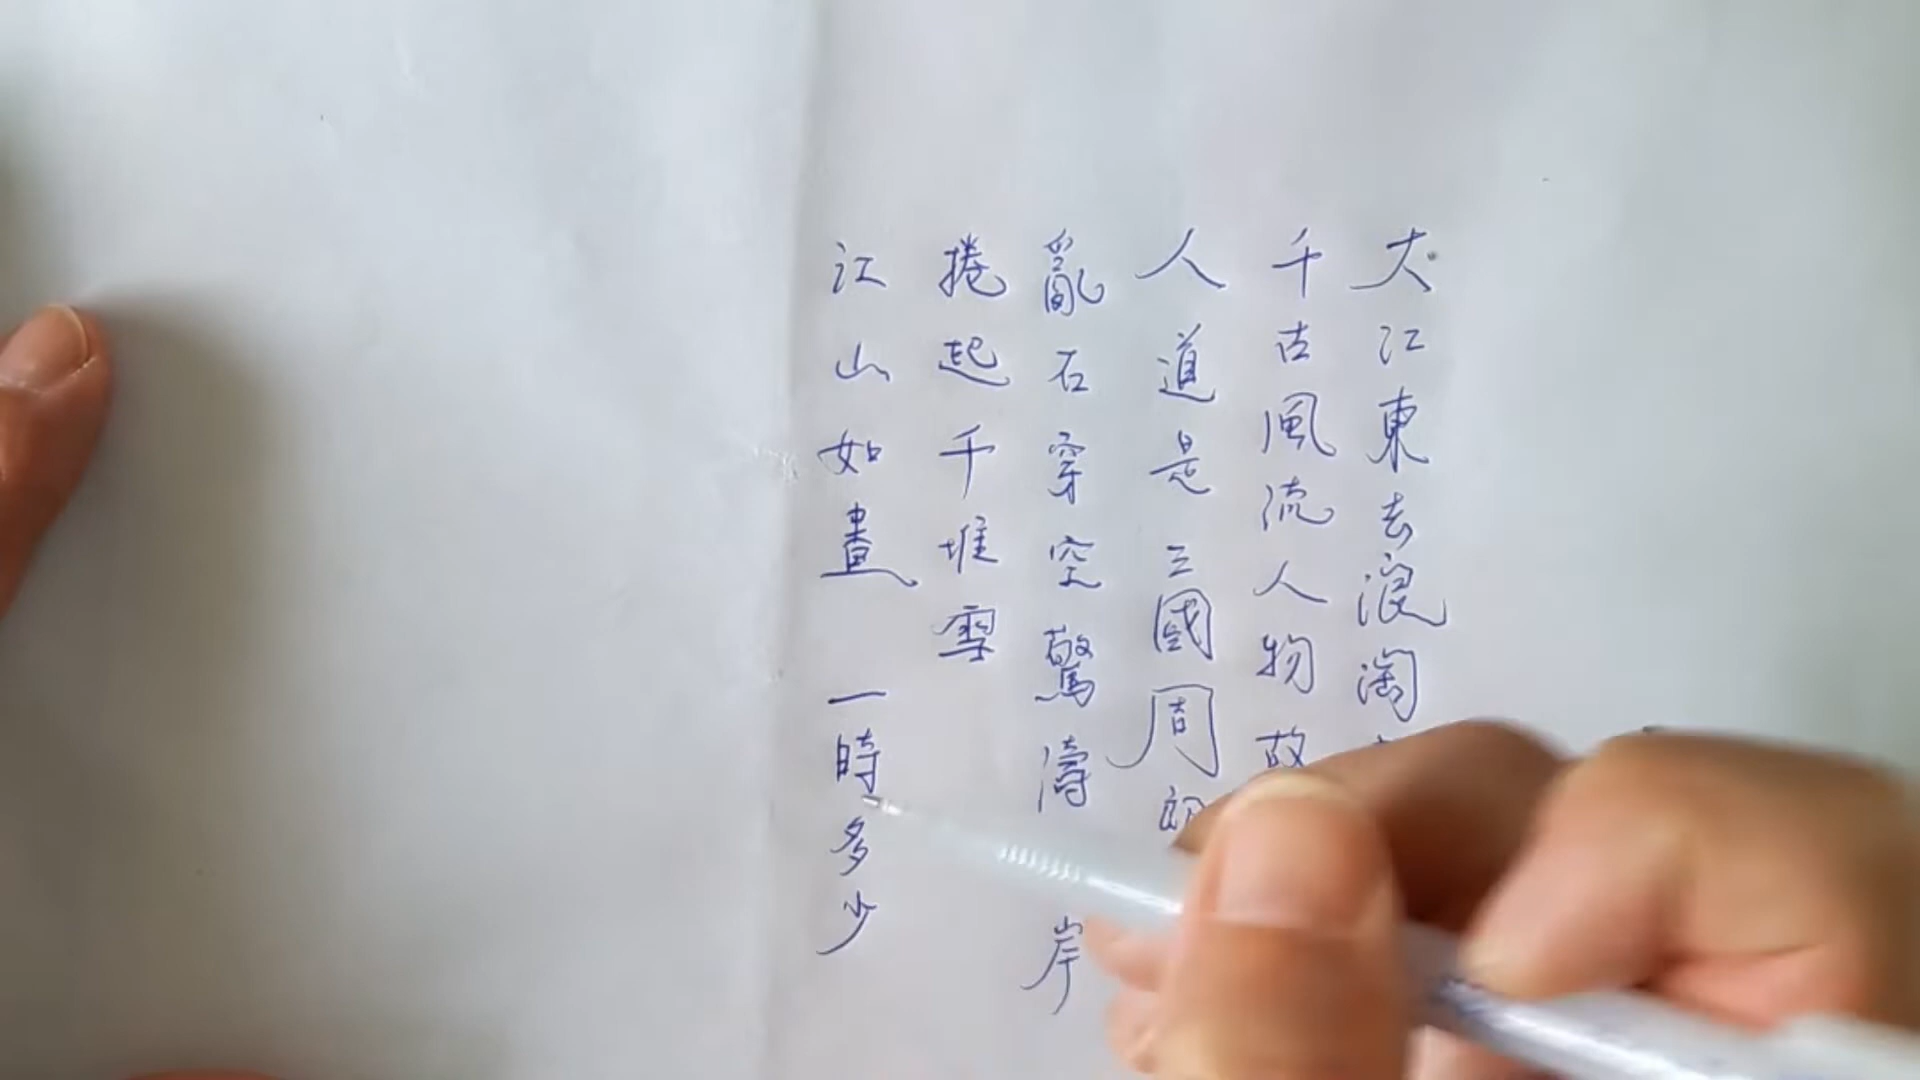 大江東去浪淘
千古風流人物故
人道是三國周郎
亂石穿空驚濤岸
捲起千堆雪
江山如畫一時多少